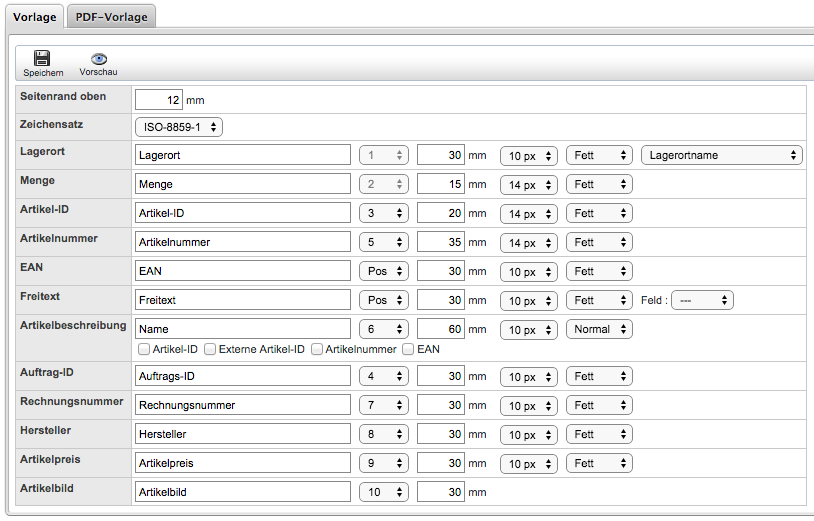 Vorlage PDF-Vorlage
Speichern Vorschau
Seitenrand oben 12 mm
Zeichensatz ISO-8859-1
Lagerort Lagerort 1 30 mm 10 px Fett Lagerortname
Menge Menge 2 15 mm 14 px Fett
Artikel-ID Artikel-ID 3 20 mm 14 px Fett
Artikelnummer Artikelnummer 5 35 mm 14 px Fett
EAN EAN Pos 30 mm 10 px Fett
Freitext Freitext Pos 30 mm 10 px Fett Feld : ---
Artikelbeschreibung Name 6 60 mm 10 px Normal
Artikel-ID Externe Artikel-ID Artikelnummer EAN
Auftrag-ID Auftrags-ID 4 30 mm 10 px Fett
Rechnungsnummer Rechnungsnummer 7 30 mm 10 px Fett
Hersteller Hersteller 8 30 mm 10 px Fett
Artikelpreis Artikelpreis 9 30 mm 10 px Fett
Artikelbild Artikelbild 10 30 mm